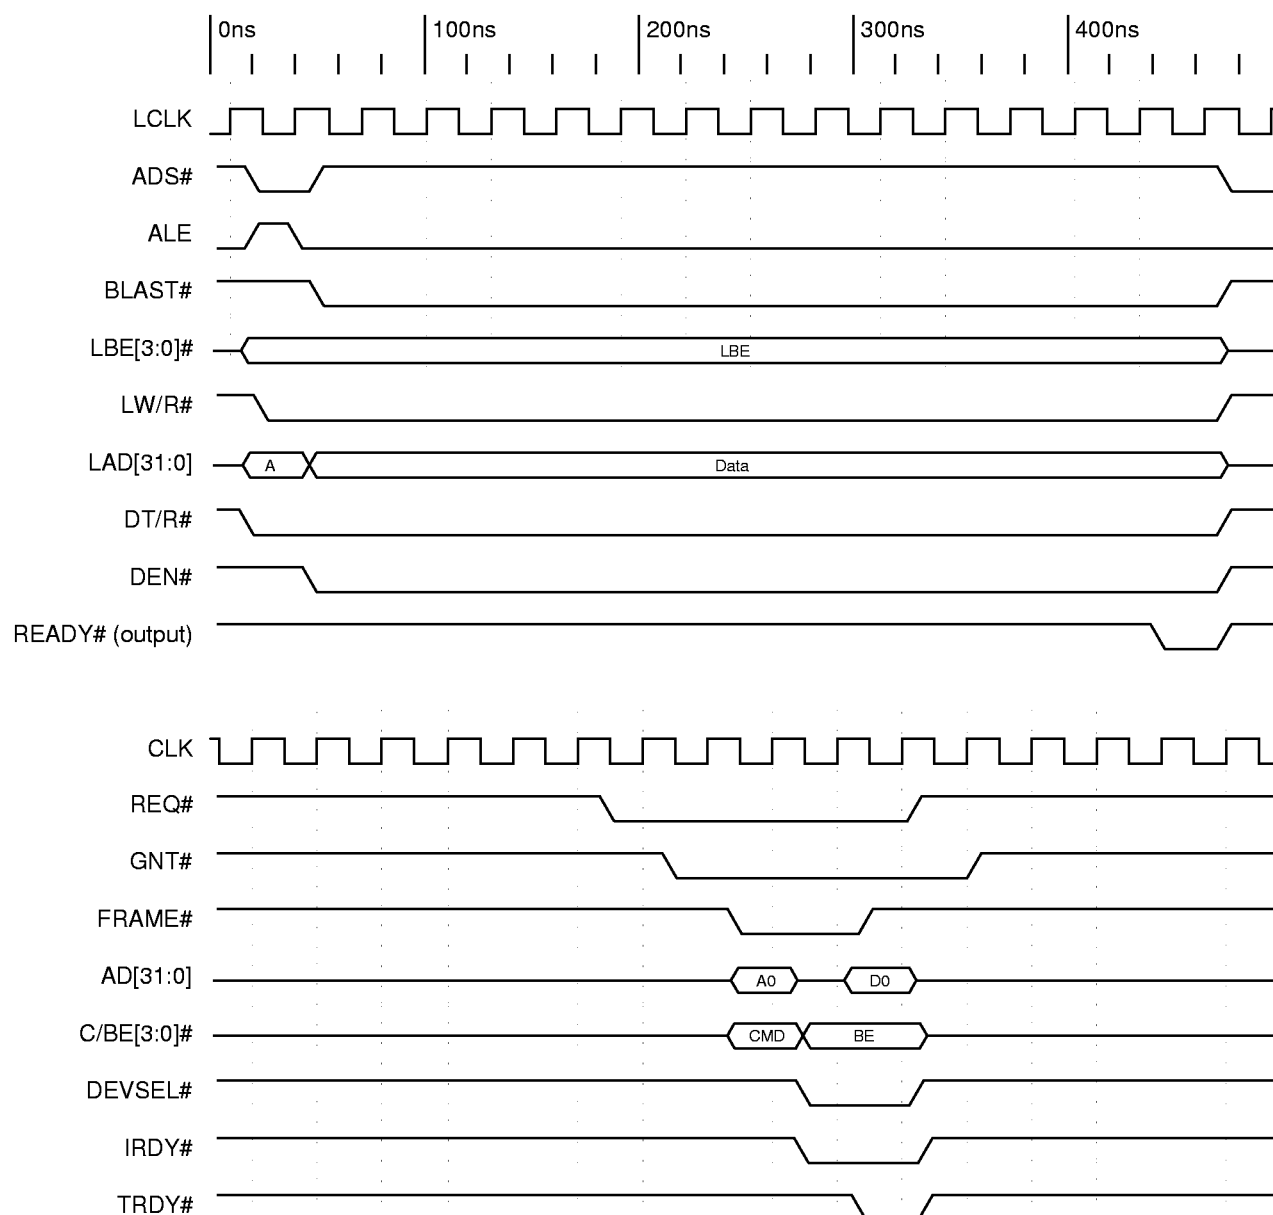 0ns 100ns 200ns 300ns 400ns
LCLK
ADS#
ALE
BLAST#
LBE[3:0]# LBE
LW/R#
LAD[31:0] A Data
DT/R#
DEN#
READY# (output)
CLK
REQ#
GNT#
FRAME#
AD[31:0] A0 D0
C/BE[3:0]# CMD BE
DEVSEL#
IRDY#
TRDY#